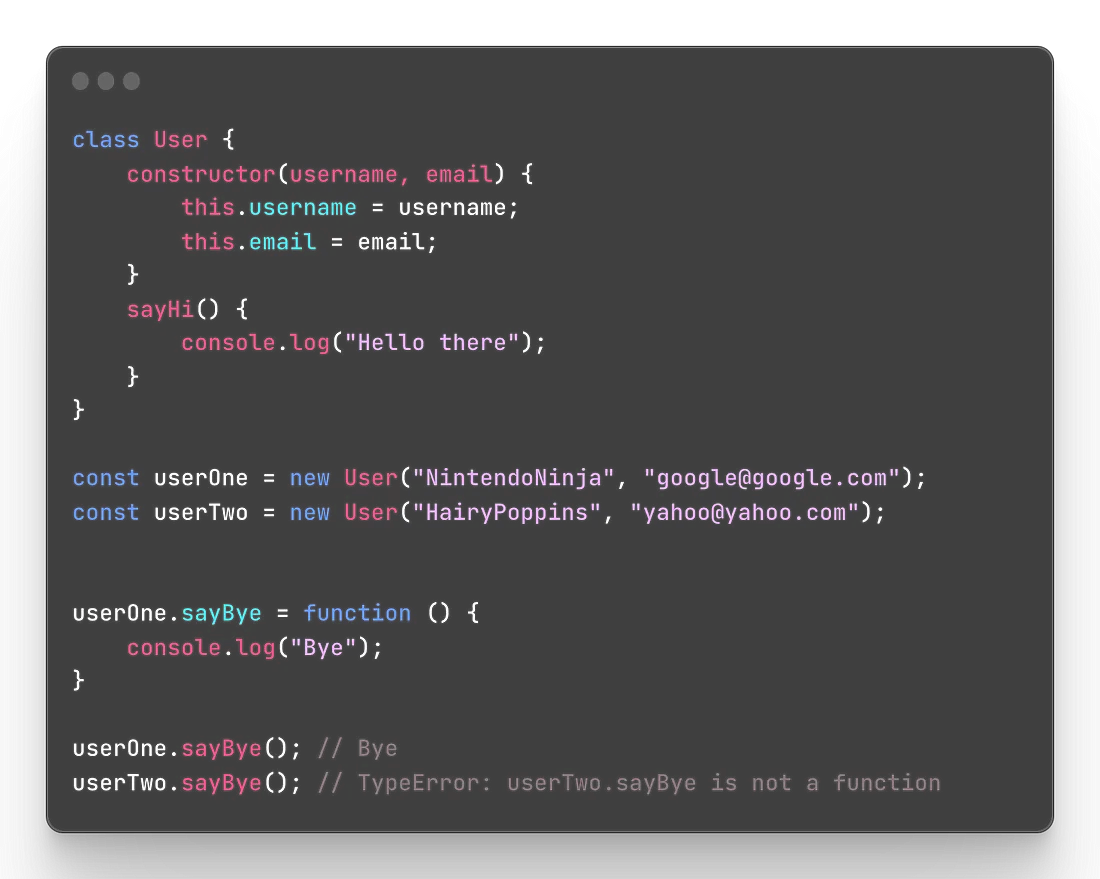 class User {
    constructor(username, email) {
        this.username = username;
        this.email = email;
    }
    sayHi() {
        console.log("Hello there");
    }
}

const userOne = new User("NintendoNinja", "google@google.com");
const userTwo = new User("HairyPoppins", "yahoo@yahoo.com");


userOne.sayBye = function () {
    console.log("Bye");
}

userOne.sayBye(); // Bye
userTwo.sayBye(); // TypeError: userTwo.sayBye is not a function